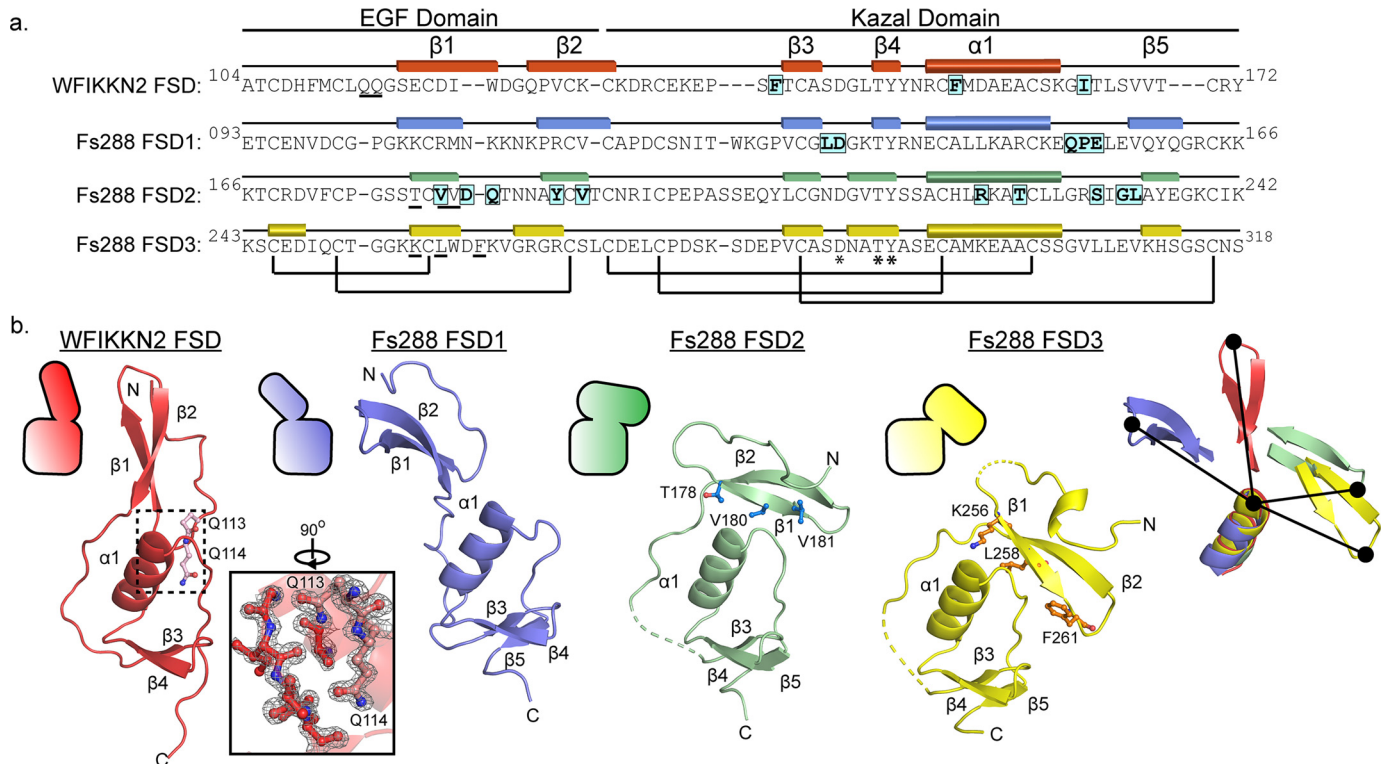 a.
EGF Domain Kazal Domain
β1 β2 β3 β4 α1 β5
WFIKKN2 FSD: 104 ATCDHFMCLQQGSECDI--WDGQPVCK-CKDRCEKEP---SFTCASDGLTYYNRCFMDAEACSKGITLSVVT---CRY 172
Fs288 FSD1: 093 ETCENVDCG-PGKKCRMN-KKNKPRCV-CAPDCSNIT-WKGPVCGLDGKTYRNECALLKARCKEQPELEVQYQGRCKK 166
Fs288 FSD2: 166 KTCRDVFCP-GSSTCVVD-QTNNAYCVTCNRICPEPASSEQYLCGNDGVTYSSACHLRKATCLLGRSIGLAYEGKCIK 242
Fs288 FSD3: 243 KSCEDIQCT-GGKKCLWDFKVGRGRCSLCDELCPDSK-SDEPVCASDNATYASECAMKEAACSSGVLLEVKHSGSCNS 318
* **
b.
WFIKKN2 FSD
Fs288 FSD1
Fs288 FSD2
Fs288 FSD3
N
β2
β1
Q113
Q114
α1
β3
β4
C
90°
Q113
Q114
N
β2
β1
α1
β3
β4
β5
C
β2
N
T178
V180
β1
V181
α1
β3
β4
β5
C
β1
K256
N
L258
α1
β2
F261
β3
β4
β5
C